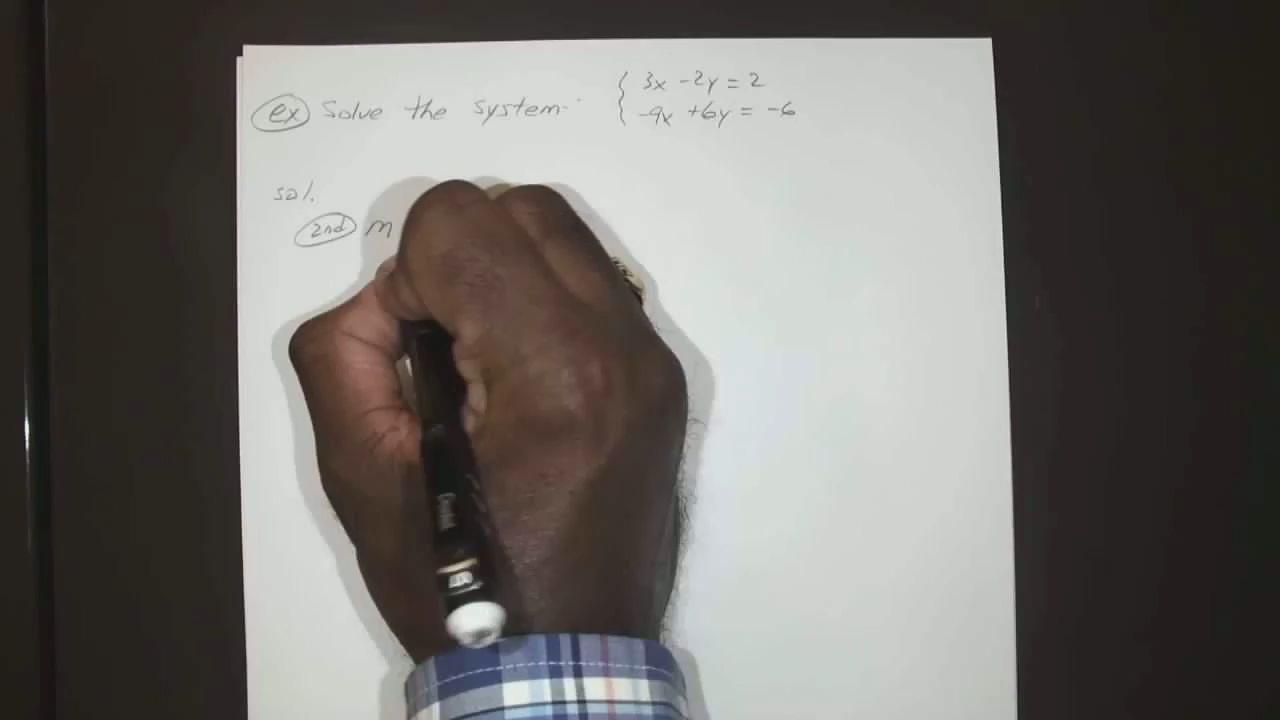 ex Solve the system: { 3x - 2y = 2
-9x + 6y = -6
sol.
2nd m